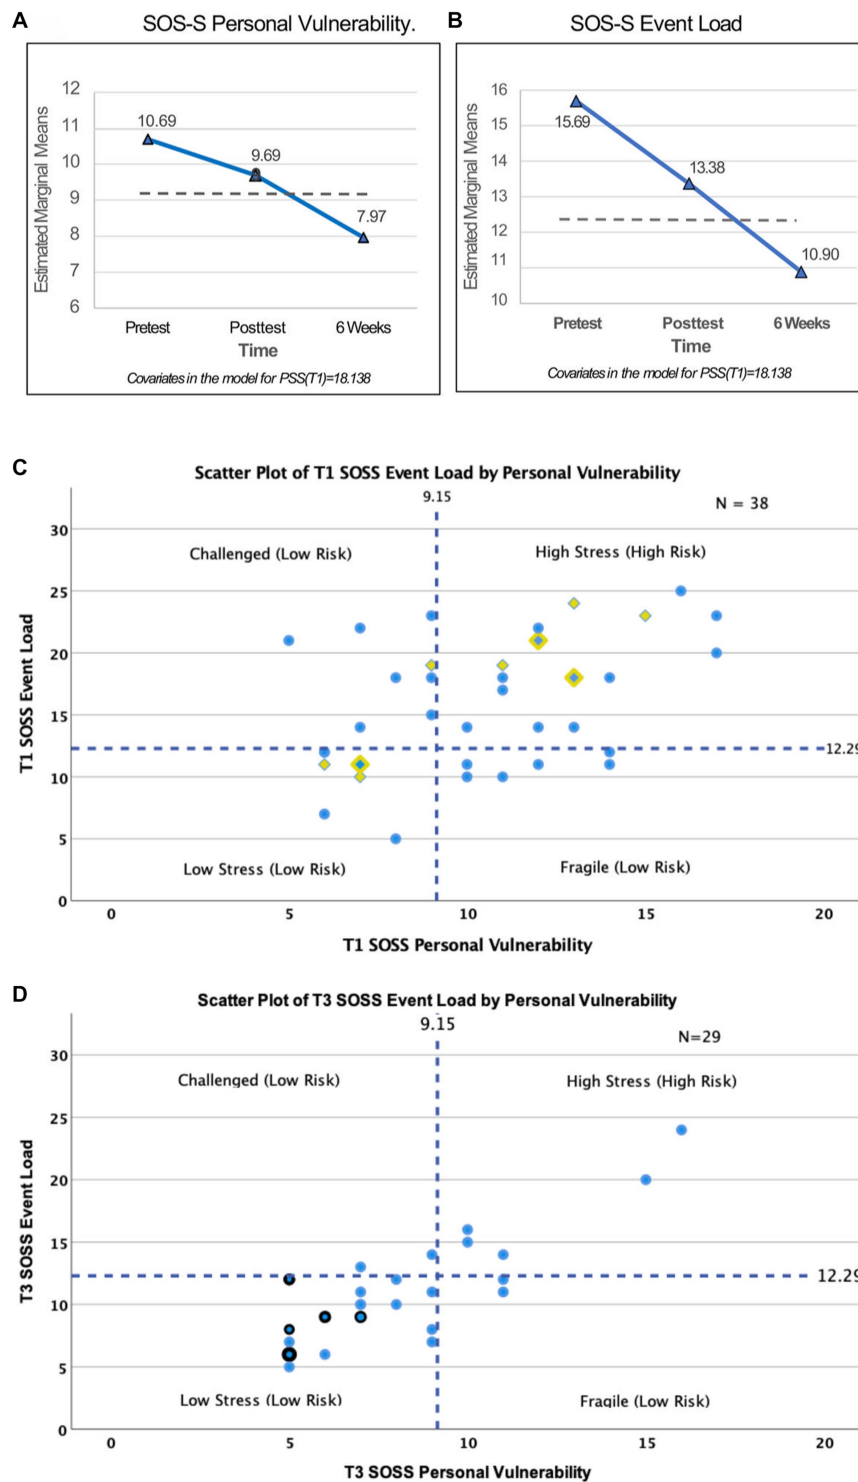 A
SOS-S Personal Vulnerability.
Estimated Marginal Means
12
11
10
9
8
7
6
10.69
9.69
7.97
Pretest
Posttest
6 Weeks
Time
Covariates in the model for PSS(T1)=18.138
B
SOS-S Event Load
Estimated Marginal Means
16
15
14
13
12
11
10
15.69
13.38
10.90
Pretest
Posttest
6 Weeks
Time
Covariates in the model for PSS(T1)=18.138
C
Scatter Plot of T1 SOSS Event Load by Personal Vulnerability
9.15
N = 38
Challenged (Low Risk)
High Stress (High Risk)
T1 SOSS Event Load
30
25
20
15
10
5
0
12.29
Low Stress (Low Risk)
Fragile (Low Risk)
0
5
10
15
20
T1 SOSS Personal Vulnerability
D
Scatter Plot of T3 SOSS Event Load by Personal Vulnerability
9.15
N=29
Challenged (Low Risk)
High Stress (High Risk)
T3 SOSS Event Load
30
25
20
15
10
5
0
12.29
Low Stress (Low Risk)
Fragile (Low Risk)
0
5
10
15
20
T3 SOSS Personal Vulnerability